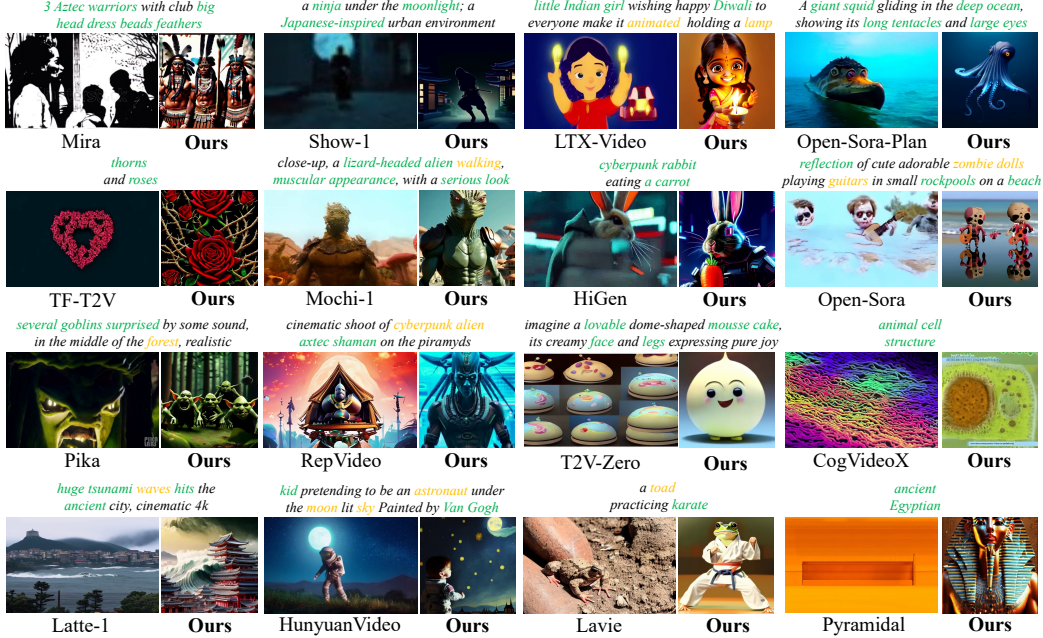 3 Aztec warriors with club big
head dress beads feathers
a ninja under the moonlight; a
Japanese-inspired urban environment
little Indian girl wishing happy Diwali to
everyone make it animated holding a lamp
A giant squid gliding in the deep ocean,
showing its long tentacles and large eyes
Mira
Ours
Show-1
Ours
LTX-Video
Ours
Open-Sora-Plan
Ours
thorns
and roses
close-up, a lizard-headed alien walking,
muscular appearance, with a serious look
cyberpunk rabbit
eating a carrot
reflection of cute adorable zombie dolls
playing guitars in small rockpools on a beach
TF-T2V
Ours
Mochi-1
Ours
HiGen
Ours
Open-Sora
Ours
several goblins surprised by some sound,
in the middle of the forest, realistic
cinematic shoot of cyberpunk alien
aztec shaman on the piramyds
imagine a lovable dome-shaped mousse cake,
its creamy face and legs expressing pure joy
animal cell
structure
PIKA
LABS
Pika
Ours
RepVideo
Ours
T2V-Zero
Ours
CogVideoX
Ours
huge tsunami waves hits the
ancient city, cinematic 4k
kid pretending to be an astronaut under
the moon lit sky Painted by Van Gogh
a toad
practicing karate
ancient
Egyptian
Latte-1
Ours
HunyuanVideo
Ours
Lavie
Ours
Pyramidal
Ours